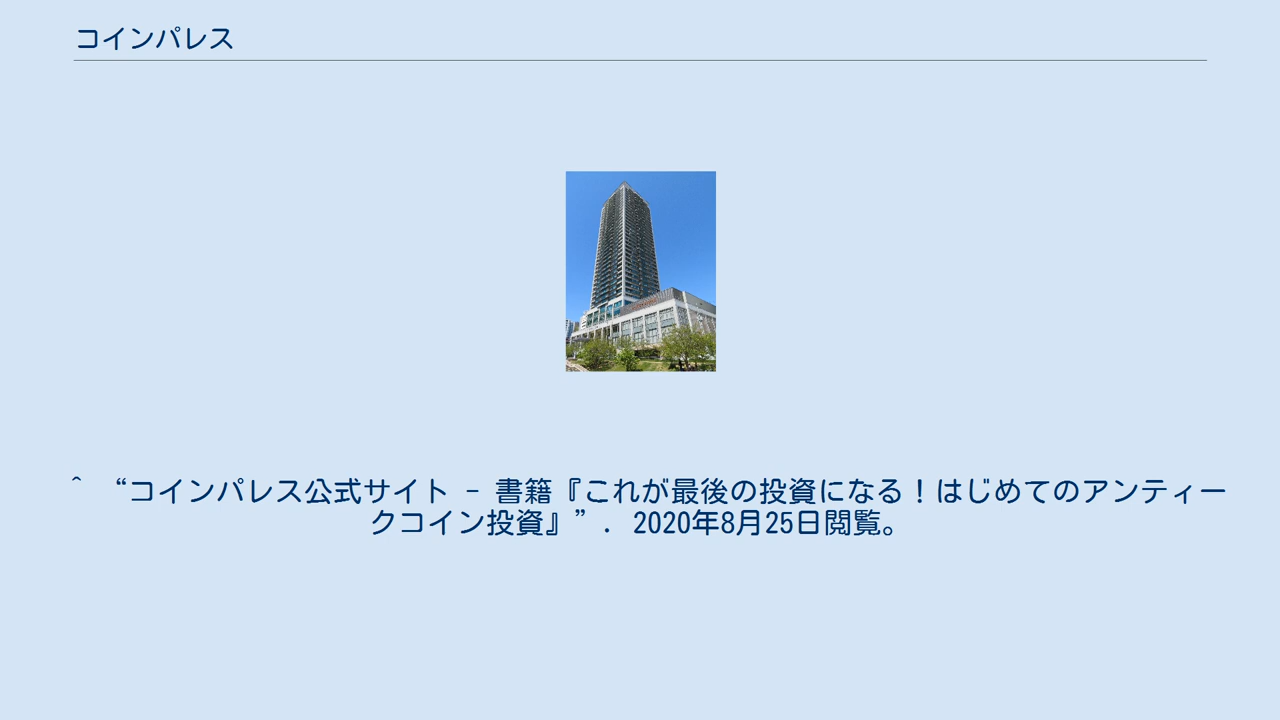 コインパレス
^ “コインパレス公式サイト - 書籍『これが最後の投資になる！はじめてのアンティー
クコイン投資』”. 2020年8月25日閲覧。